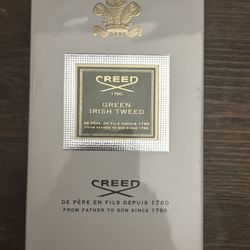 CREED
1760
GREEN
IRISH TWEED
DE PÈRE EN FILS DEPUIS 1760
FROM FATHER TO SON SINCE 1760
CREED
DE PÈRE EN FILS DEPUIS 1760
FROM FATHER TO SON SINCE 1760